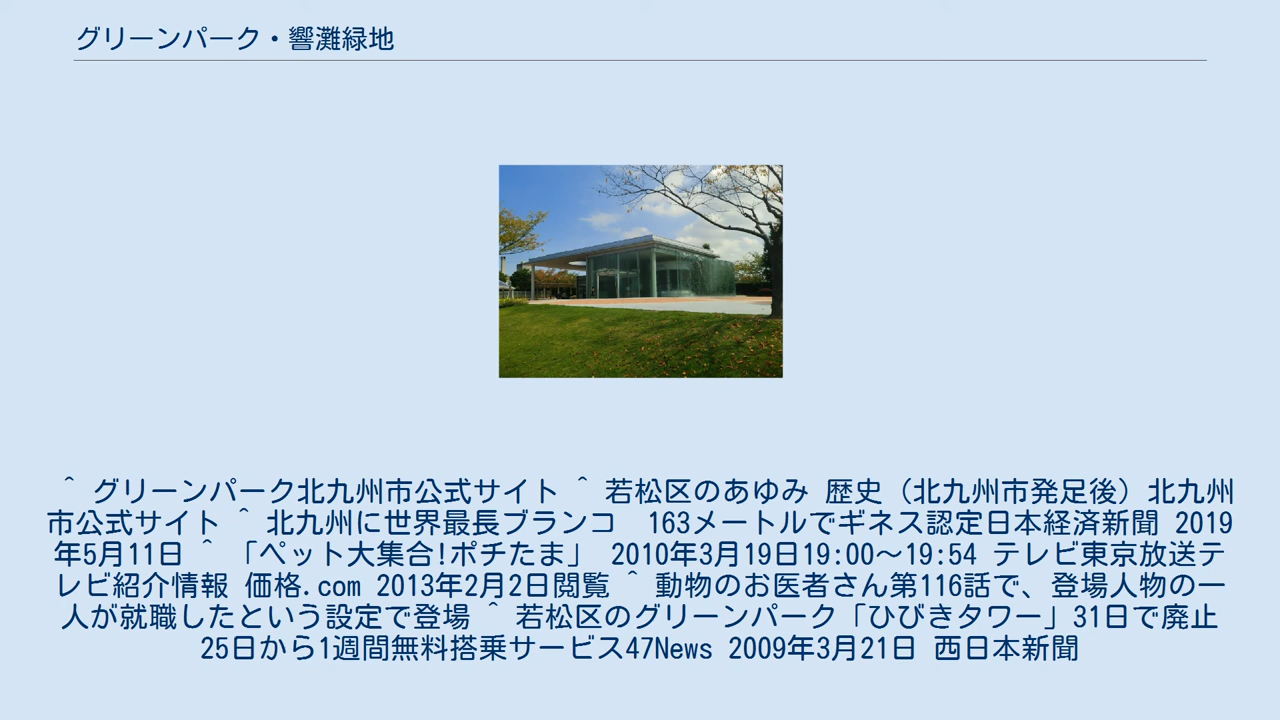 グリーンパーク・響灘緑地
^ グリーンパーク北九州市公式サイト ^ 若松区のあゆみ 歴史（北九州市発足後）北九州
市公式サイト ^ 北九州に世界最長ブランコ　163メートルでギネス認定日本経済新聞 2019
年5月11日 ^ 「ペット大集合!ポチたま」 2010年3月19日19:00～19:54 テレビ東京放送テ
レビ紹介情報 価格.com 2013年2月2日閲覧 ^ 動物のお医者さん第116話で、登場人物の一
人が就職したという設定で登場 ^ 若松区のグリーンパーク「ひびきタワー」31日で廃止
25日から1週間無料搭乗サービス47News 2009年3月21日 西日本新聞